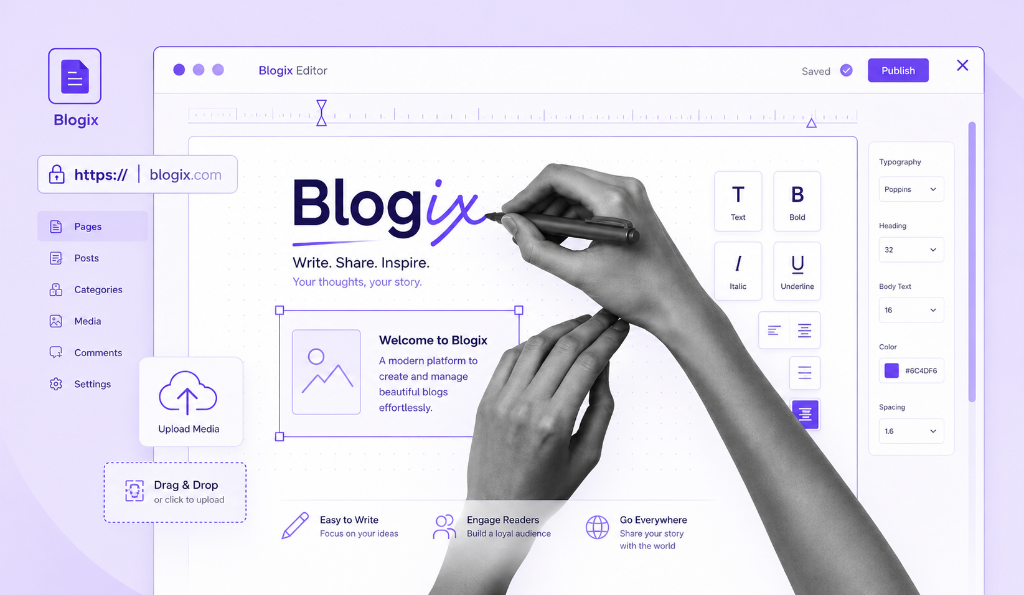 Blogix
https:// | blogix.com
Pages
Posts
Categories
Media
Comments
Settings
Upload Media
Drag & Drop
or click to upload
Blogix Editor
Saved
Publish
Blogix
Write. Share. Inspire.
Your thoughts, your story.
Welcome to Blogix
A modern platform to
create and manage
beautiful blogs
effortlessly.
T
Text
B
Bold
I
Italic
U
Underline
Typography
Poppins
Heading
32
Body Text
16
Color
#6C4DF6
Spacing
1.6
Easy to Write
Focus on your ideas
Engage Readers
Build a loyal audience
Go Everywhere
Share your story
with the world